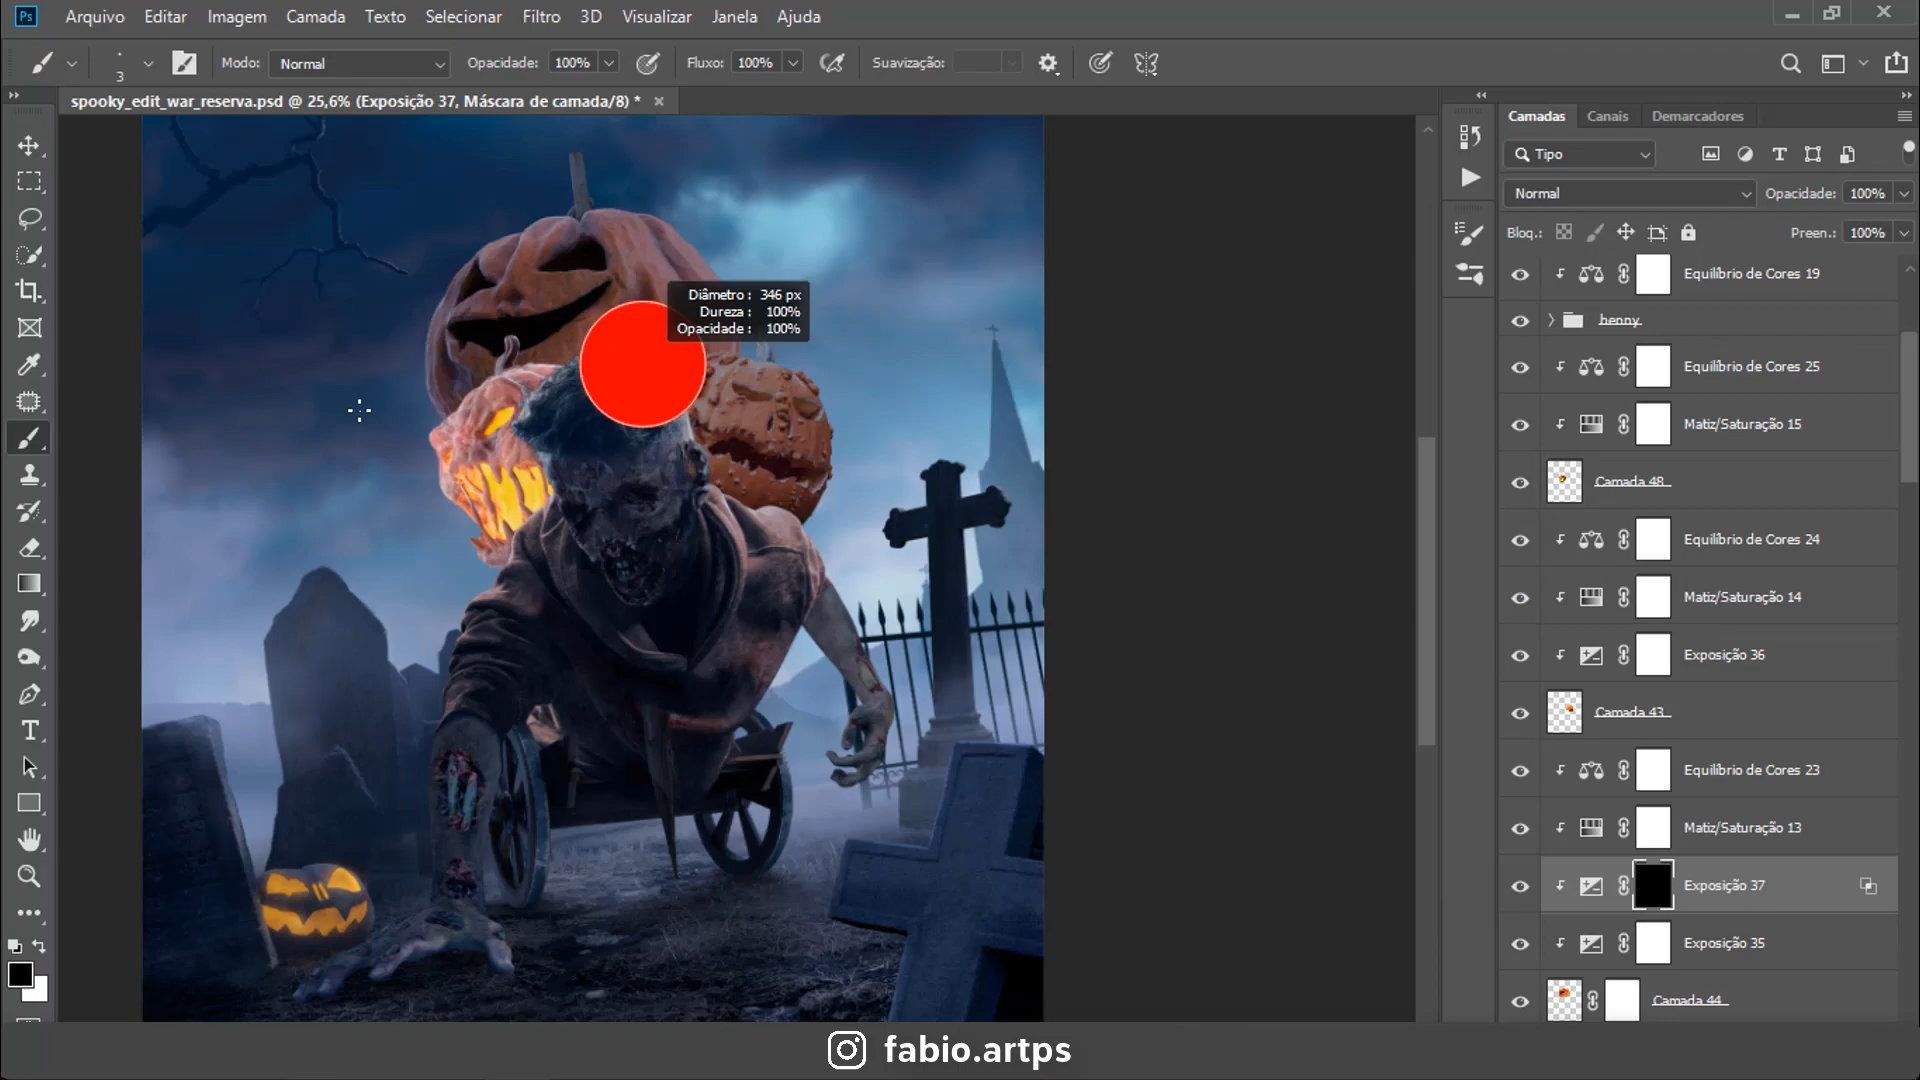 Ps Arquivo Editar Imagem Camada Texto Selecionar Filtro 3D Visualizar Janela Ajuda
3 Modo: Normal Opacidade: 100% Fluxo: 100% Suavização:
spooky_edit_war_reserva.psd @ 25,6% (Exposição 37, Máscara de camada/8) *
Camadas Canais Demarcadores
Tipo
Normal Opacidade: 100%
Bloq.: Preen.: 100%
Equilíbrio de Cores 19
henny
Equilíbrio de Cores 25
Matiz/Saturação 15
Camada 48
Equilíbrio de Cores 24
Matiz/Saturação 14
Exposição 36
Camada 43
Equilíbrio de Cores 23
Matiz/Saturação 13
Exposição 37
Exposição 35
Camada 44
Diâmetro : 346 px
Dureza : 100%
Opacidade : 100%
fabio.artps